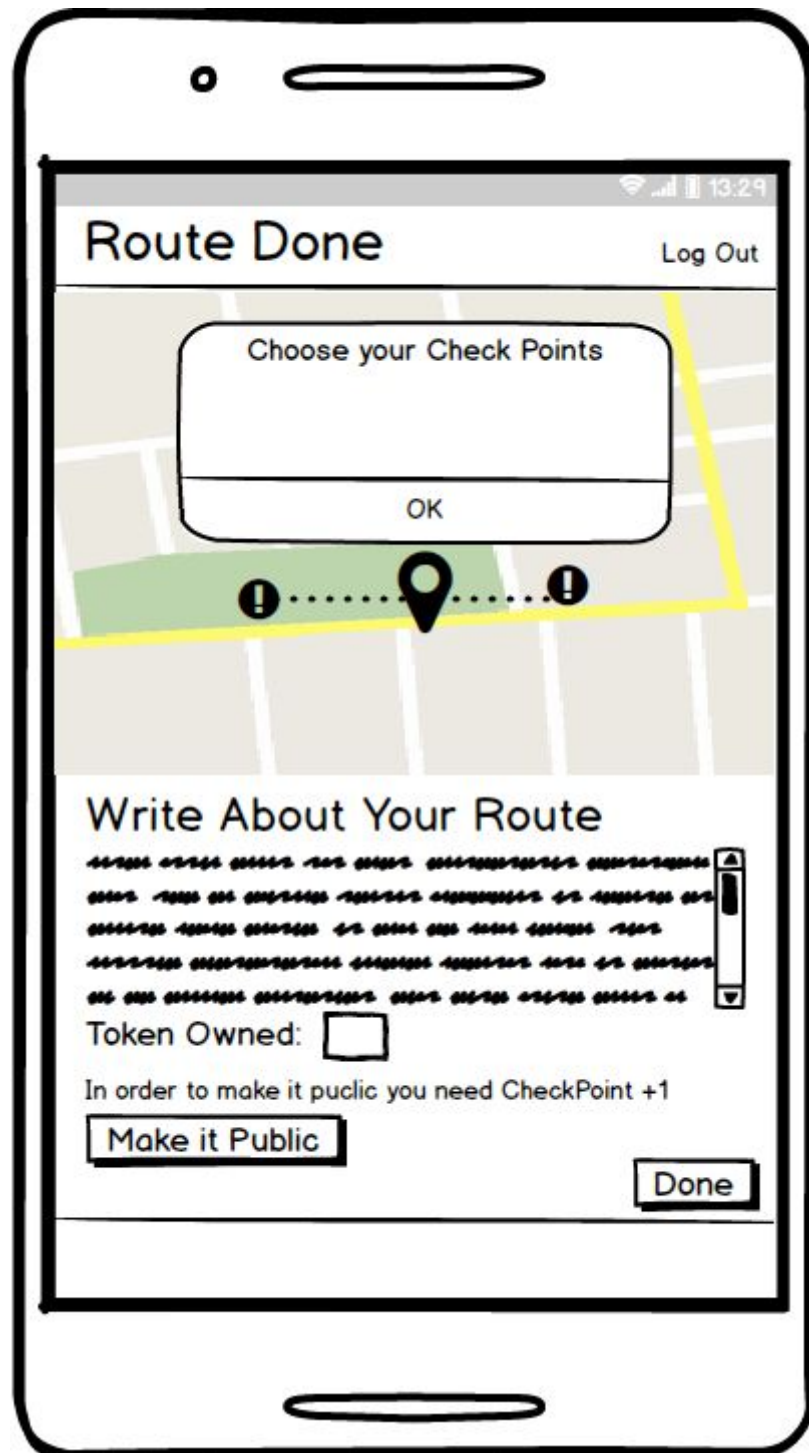 13:29
Route Done
Log Out
Choose your Check Points
OK
Write About Your Route
Token Owned:
In order to make it puclic you need CheckPoint +1
Make it Public
Done